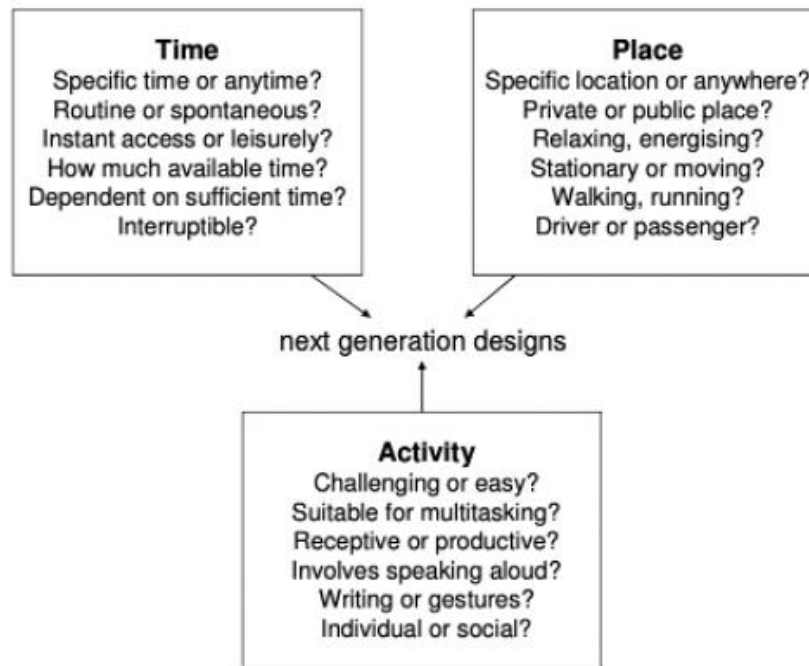 Time
Specific time or anytime?
Routine or spontaneous?
Instant access or leisurely?
How much available time?
Dependent on sufficient time?
Interruptible?
Place
Specific location or anywhere?
Private or public place?
Relaxing, energising?
Stationary or moving?
Walking, running?
Driver or passenger?
next generation designs
Activity
Challenging or easy?
Suitable for multitasking?
Receptive or productive?
Involves speaking aloud?
Writing or gestures?
Individual or social?